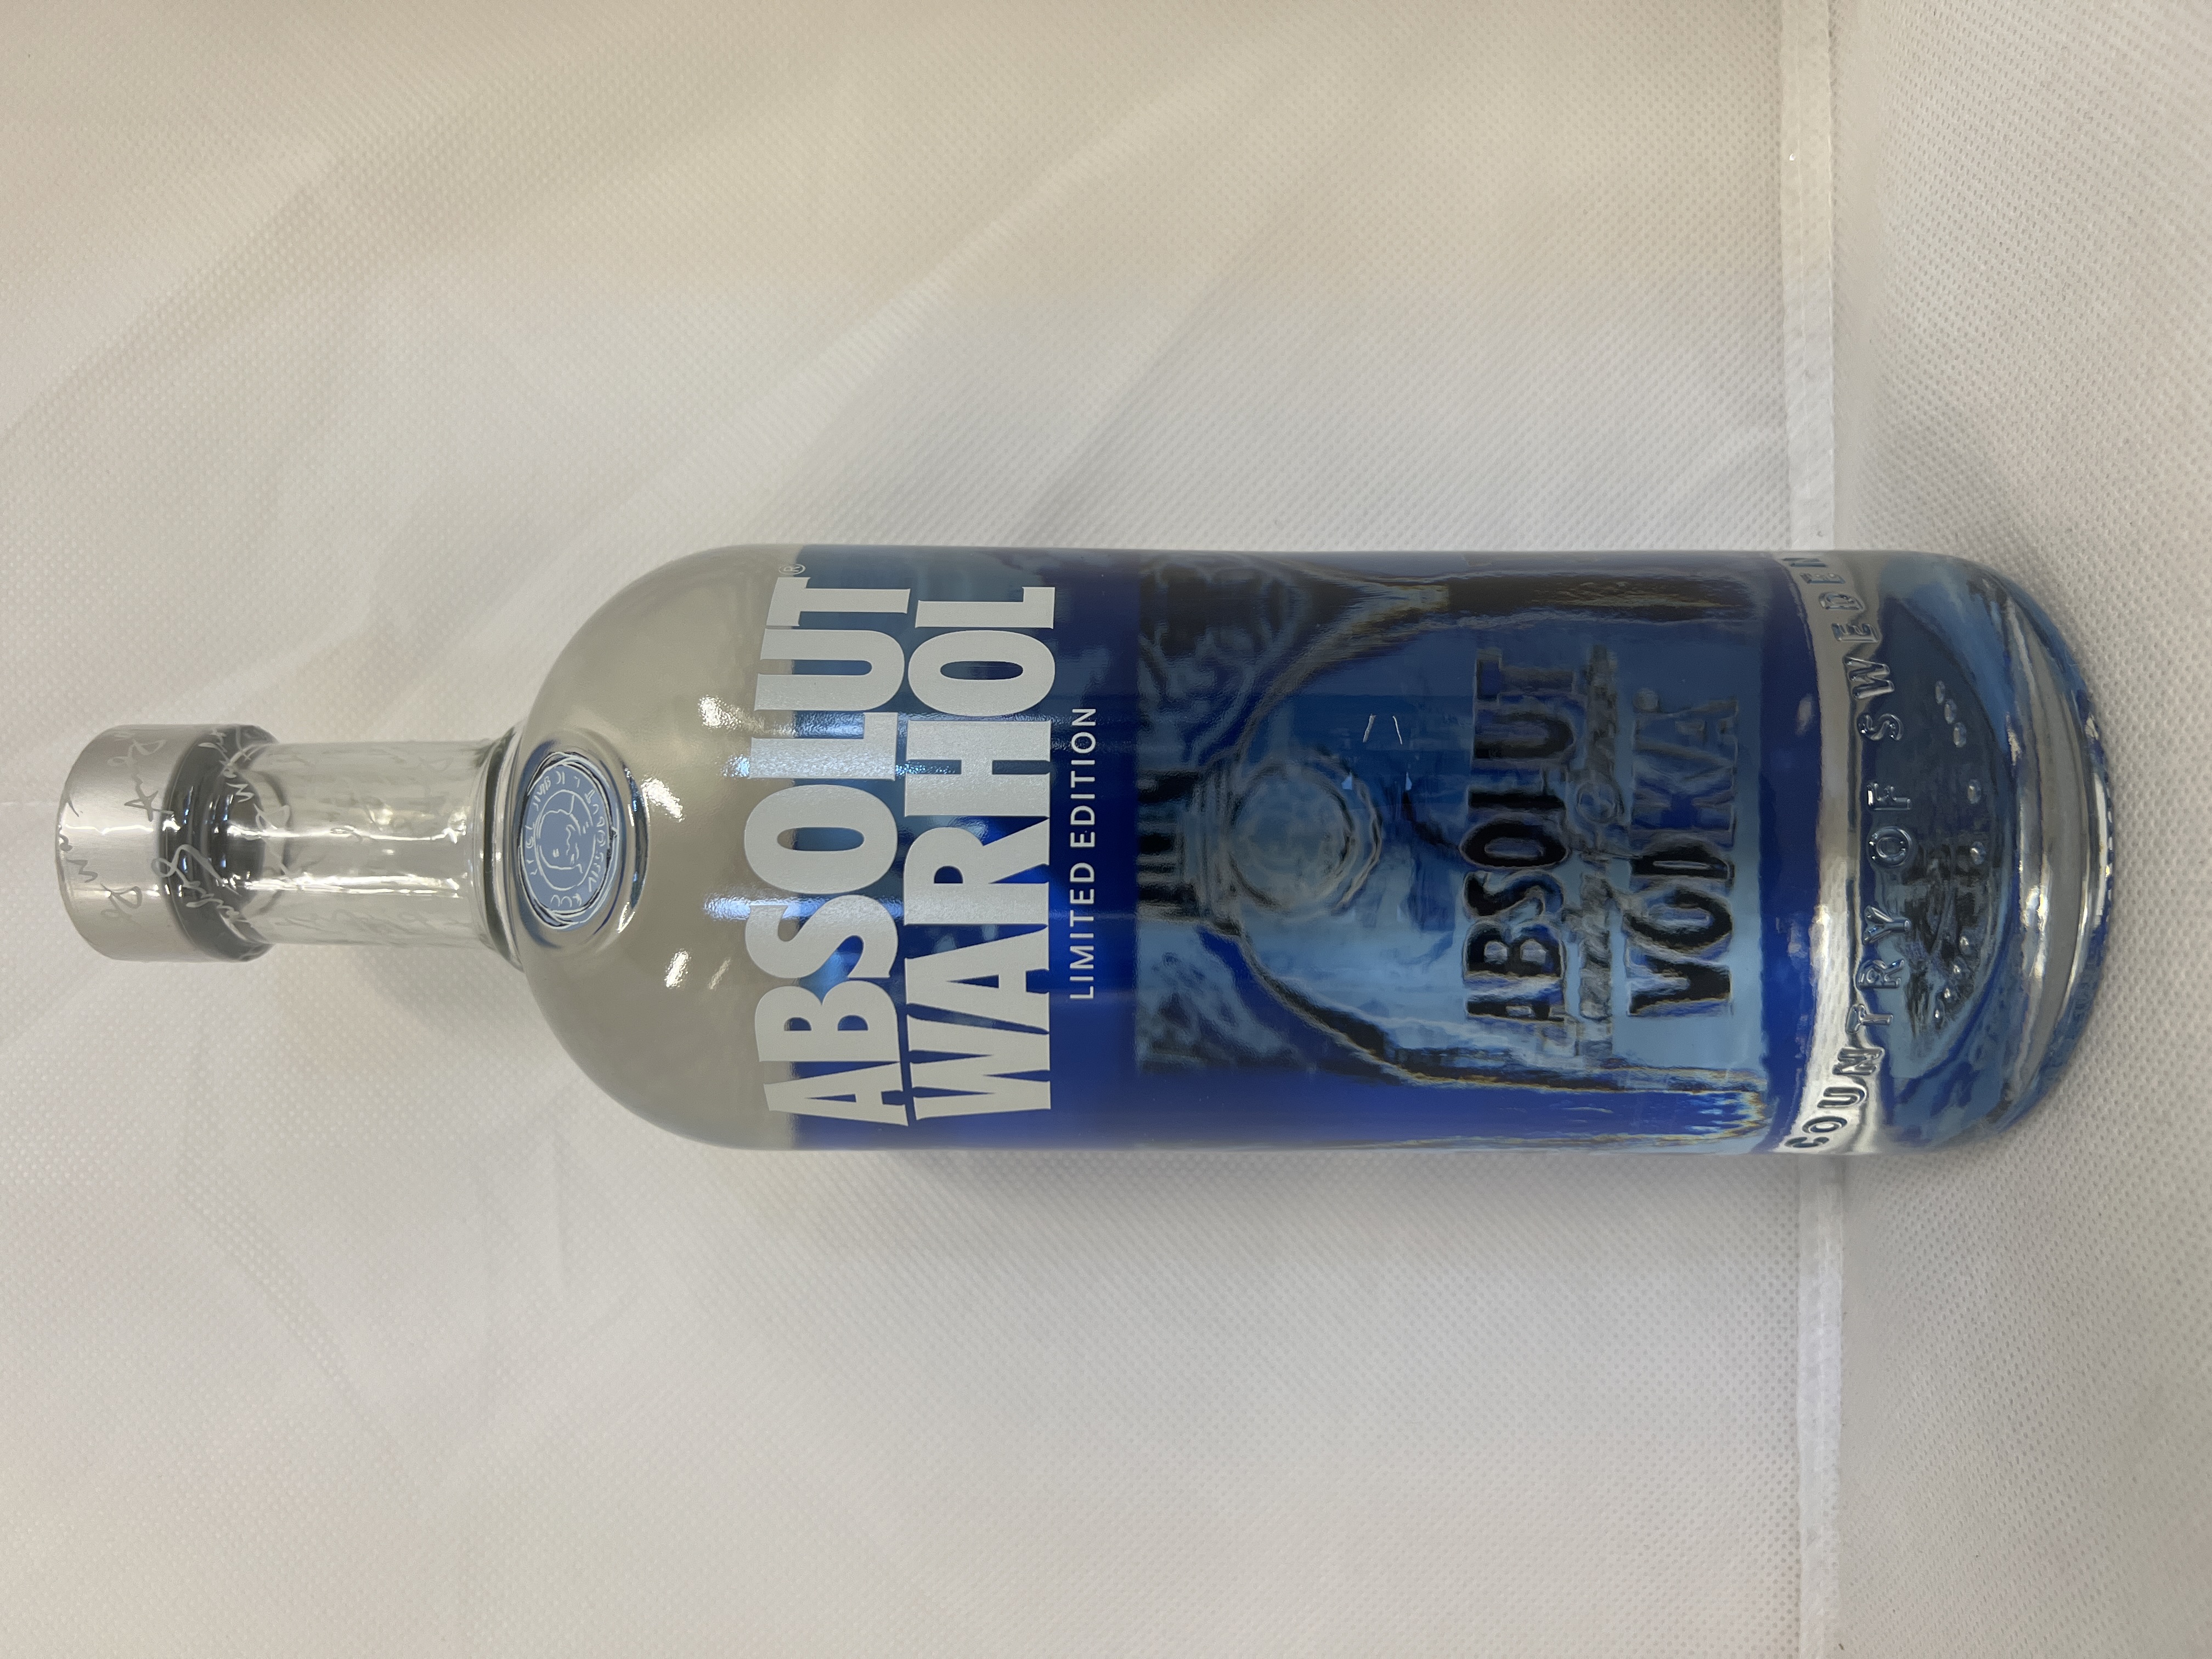 ABSOLUT®
WARHOL
LIMITED EDITION
ABSOLUT
VODKA
COUNTRY OF SWEDEN